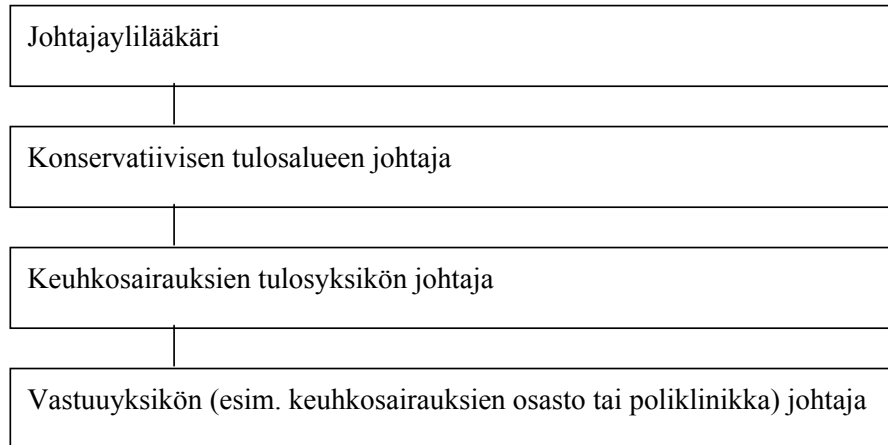 Johtajaylilääkäri
Konservatiivisen tulosalueen johtaja
Keuhkosairauksien tulosyksikön johtaja
Vastuuyksikön (esim. keuhkosairauksien osasto tai poliklinikka) johtaja